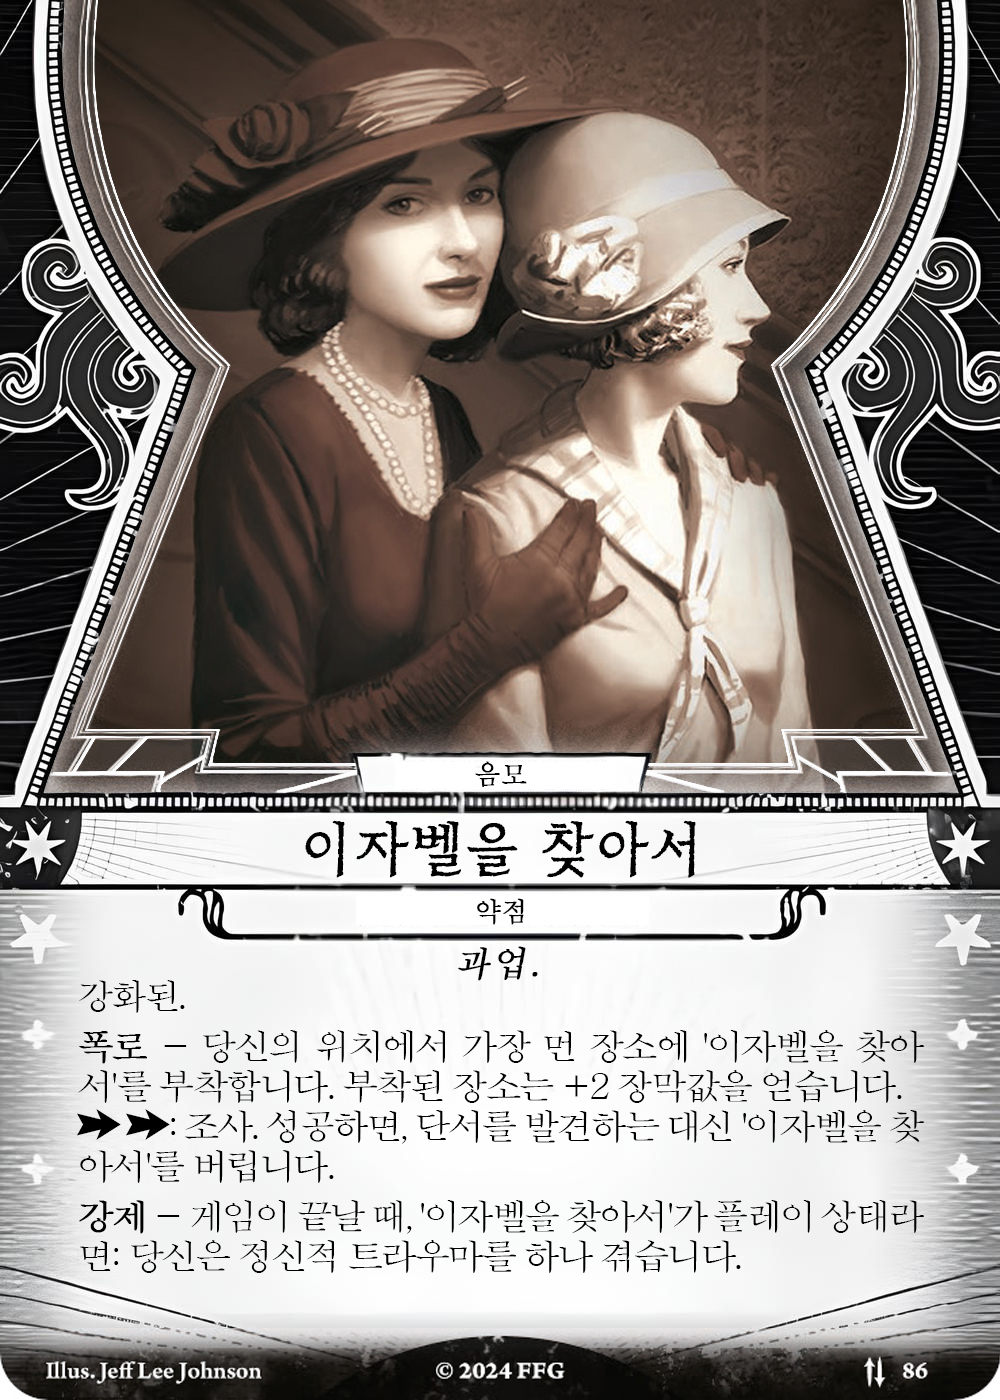 음모
이자벨을 찾아서
약점
과업.
강화된.
폭로 – 당신의 위치에서 가장 먼 장소에 '이자벨을 찾아
서'를 부착합니다. 부착된 장소는 +2 장막값을 얻습니다.
: 조사. 성공하면, 단서를 발견하는 대신 '이자벨을 찾
아서'를 버립니다.
강제 – 게임이 끝날 때, '이자벨을 찾아서'가 플레이 상태라
면: 당신은 정신적 트라우마를 하나 겪습니다.
Illus. Jeff Lee Johnson © 2024 FFG 86